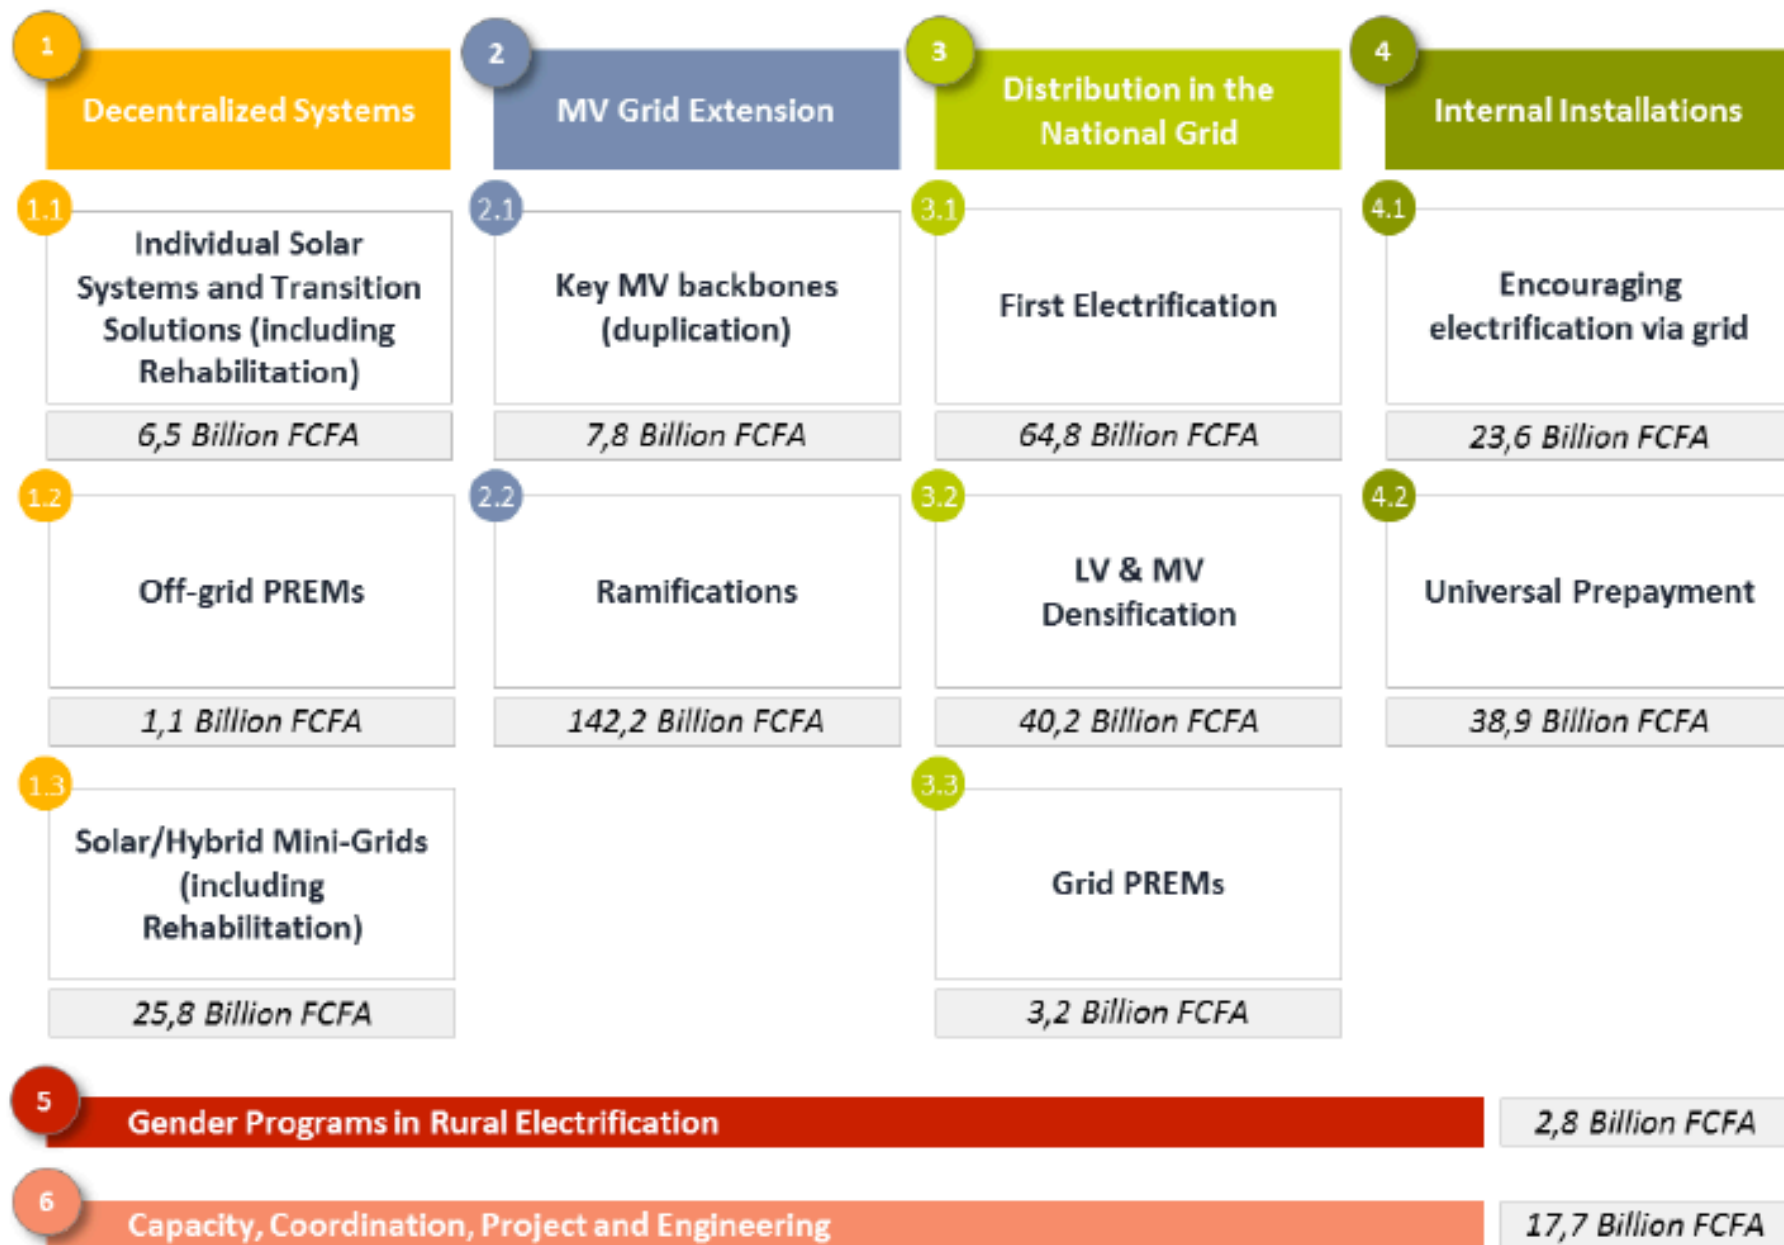 1
Decentralized Systems
2
MV Grid Extension
3
Distribution in the
National Grid
4
Internal Installations
1.1
Individual Solar
Systems and Transition
Solutions (including
Rehabilitation)
6,5 Billion FCFA
2.1
Key MV backbones
(duplication)
7,8 Billion FCFA
3.1
First Electrification
64,8 Billion FCFA
4.1
Encouraging
electrification via grid
23,6 Billion FCFA
1.2
Off-grid PREMs
1,1 Billion FCFA
2.2
Ramifications
142,2 Billion FCFA
3.2
LV & MV
Densification
40,2 Billion FCFA
4.2
Universal Prepayment
38,9 Billion FCFA
1.3
Solar/Hybrid Mini-Grids
(including
Rehabilitation)
25,8 Billion FCFA
3.3
Grid PREMs
3,2 Billion FCFA
5
Gender Programs in Rural Electrification
2,8 Billion FCFA
6
Capacity, Coordination, Project and Engineering
17,7 Billion FCFA